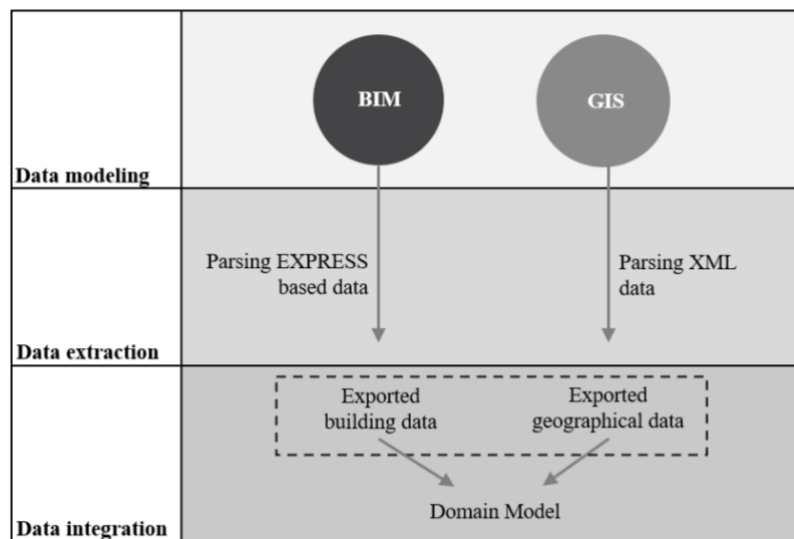 BIM
GIS
Data modeling
Parsing EXPRESS
based data
Parsing XML
data
Data extraction
Exported
building data
Exported
geographical data
Domain Model
Data integration